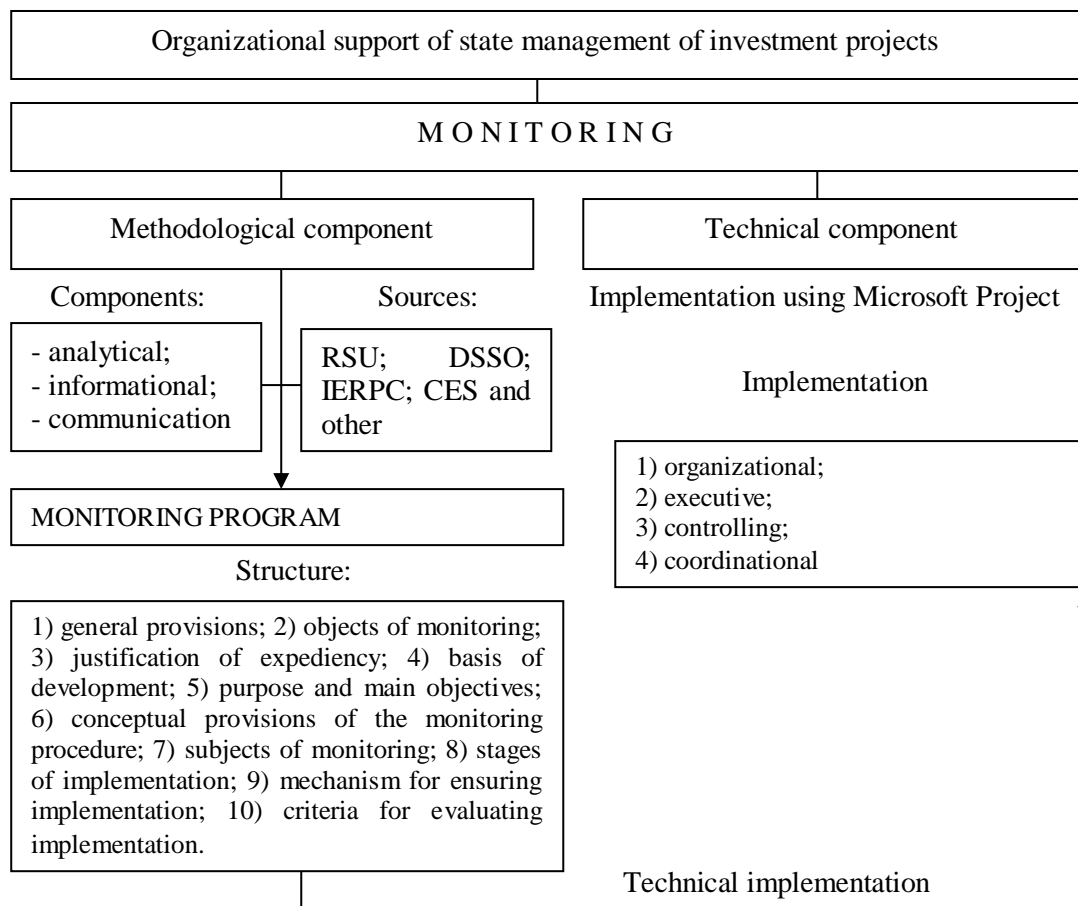 Organizational support of state management of investment projects
M O N I T O R I N G
Methodological component
Technical component
Components:
Sources:
Implementation using Microsoft Project
- analytical;
- informational;
- communication
RSU; DSSO;
IERPC; CES and
other
Implementation
1) organizational;
2) executive;
3) controlling;
4) coordinational
MONITORING PROGRAM
Structure:
1) general provisions; 2) objects of monitoring;
3) justification of expediency; 4) basis of
development; 5) purpose and main objectives;
6) conceptual provisions of the monitoring
procedure; 7) subjects of monitoring; 8) stages
of implementation; 9) mechanism for ensuring
implementation; 10) criteria for evaluating
implementation.
Technical implementation